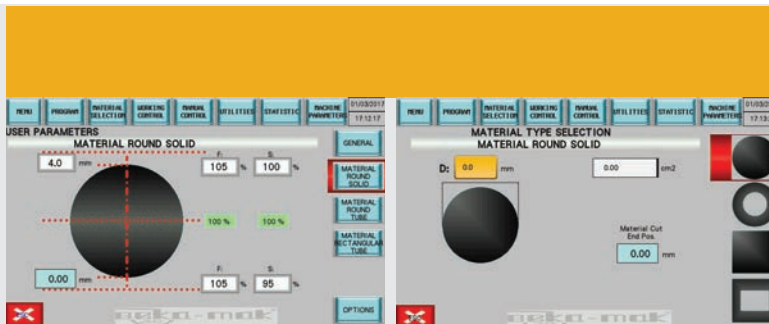 MENU PROGRAM MATERIAL SELECTION WORKING CONTROL MANUAL CONTROL UTILITIES STATISTIC MACHINE PARAMETERS 01/03/2017 17:12:17
USER PARAMETERS
MATERIAL ROUND SOLID
GENERAL
4.0 mm
F: 105 % S: 100 %
MATERIAL ROUND SOLID
100 % 100 %
MATERIAL ROUND TUBE
MATERIAL RECTANGULAR TUBE
0.00 mm
F: 105 % S: 95 %
OPTIONS
beka-mak
MENU PROGRAM MATERIAL SELECTION WORKING CONTROL MANUAL CONTROL UTILITIES STATISTIC MACHINE PARAMETERS
MATERIAL TYPE SELECTION
MATERIAL ROUND SOLID
D: 0.0 mm 0.00 cm2
Material Cut
End Pos.
0.00 mm
beka-mak